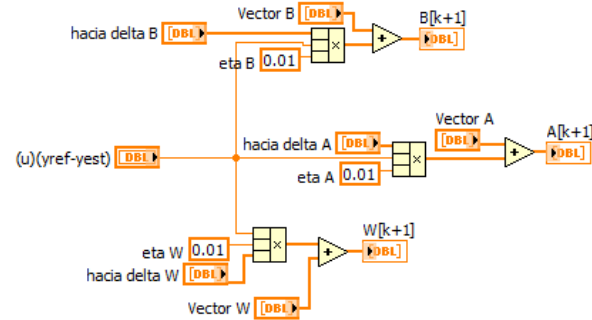 Vector B
[DBL]
B[k+1]
hacia delta B
[DBL]
×
+
[DBL]
eta B
0.01
Vector A
hacia delta A
[DBL]
[DBL]
A[k+1]
(u)(yref-yest)
DBL
×
+
[DBL]
eta A
0.01
W[k+1]
eta W
0.01
×
+
[DBL]
hacia delta W
[DBL]
Vector W
[DBL]